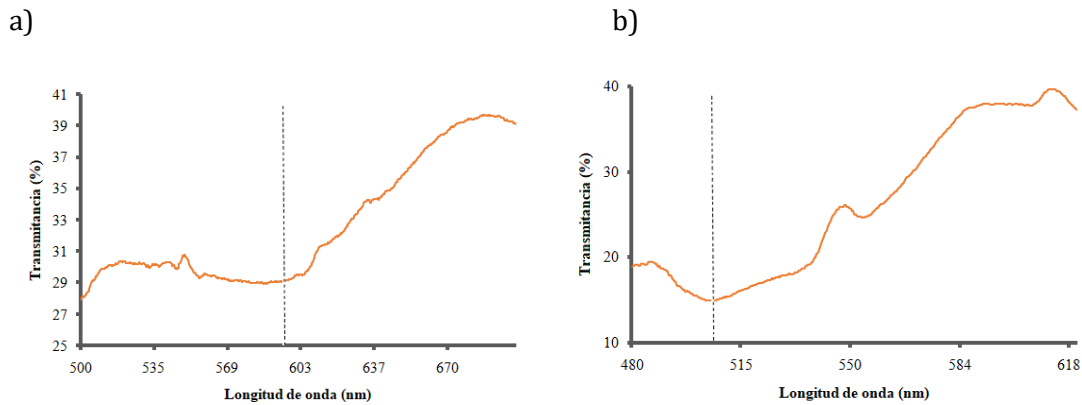 a)
b)
41
39
37
35
33
31
29
27
25
Transmitancia (%)
500 535 569 603 637 670
Longitud de onda (nm)
40
30
20
10
Transmitancia (%)
480 515 550 584 618
Longitud de onda (nm)